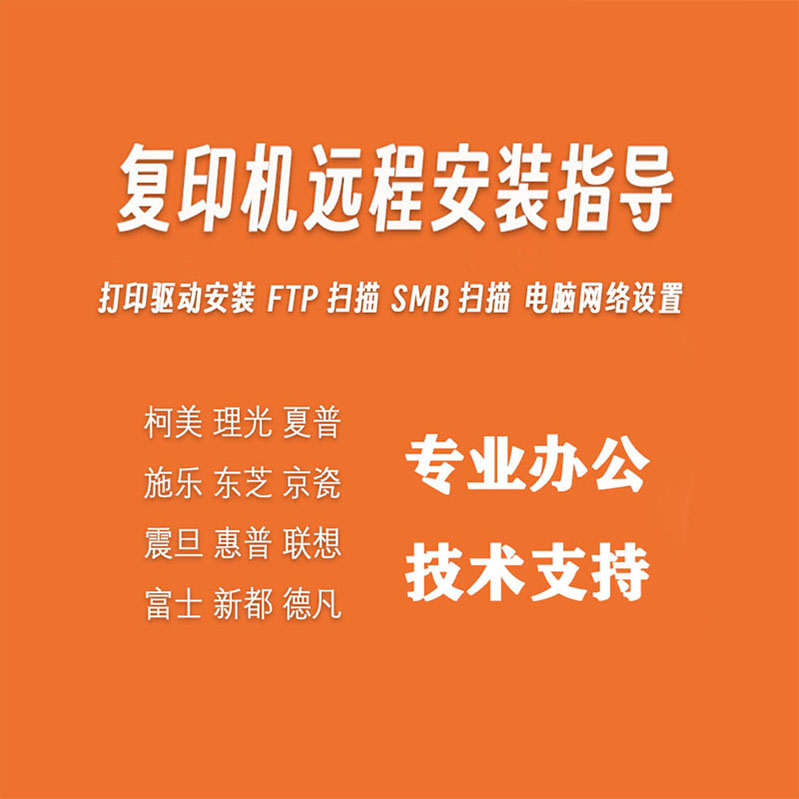 复印机远程安装指导
打印驱动安装 FTP 扫描 SMB 扫描 电脑网络设置
柯美 理光 夏普
施乐 东芝 京瓷
震旦 惠普 联想
富士 新都 德凡
专业办公
技术支持